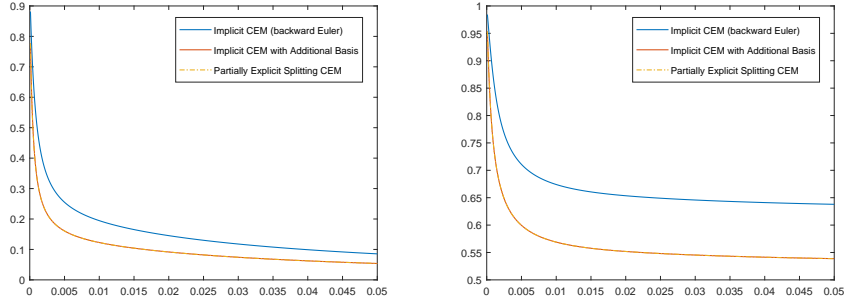 Implicit CEM (backward Euler)
Implicit CEM with Additional Basis
Partially Explicit Splitting CEM
0.9
0.8
0.7
0.6
0.5
0.4
0.3
0.2
0.1
0
0 0.005 0.01 0.015 0.02 0.025 0.03 0.035 0.04 0.045 0.05
Implicit CEM (backward Euler)
Implicit CEM with Additional Basis
Partially Explicit Splitting CEM
1
0.95
0.9
0.85
0.8
0.75
0.7
0.65
0.6
0.55
0.5
0 0.005 0.01 0.015 0.02 0.025 0.03 0.035 0.04 0.045 0.05